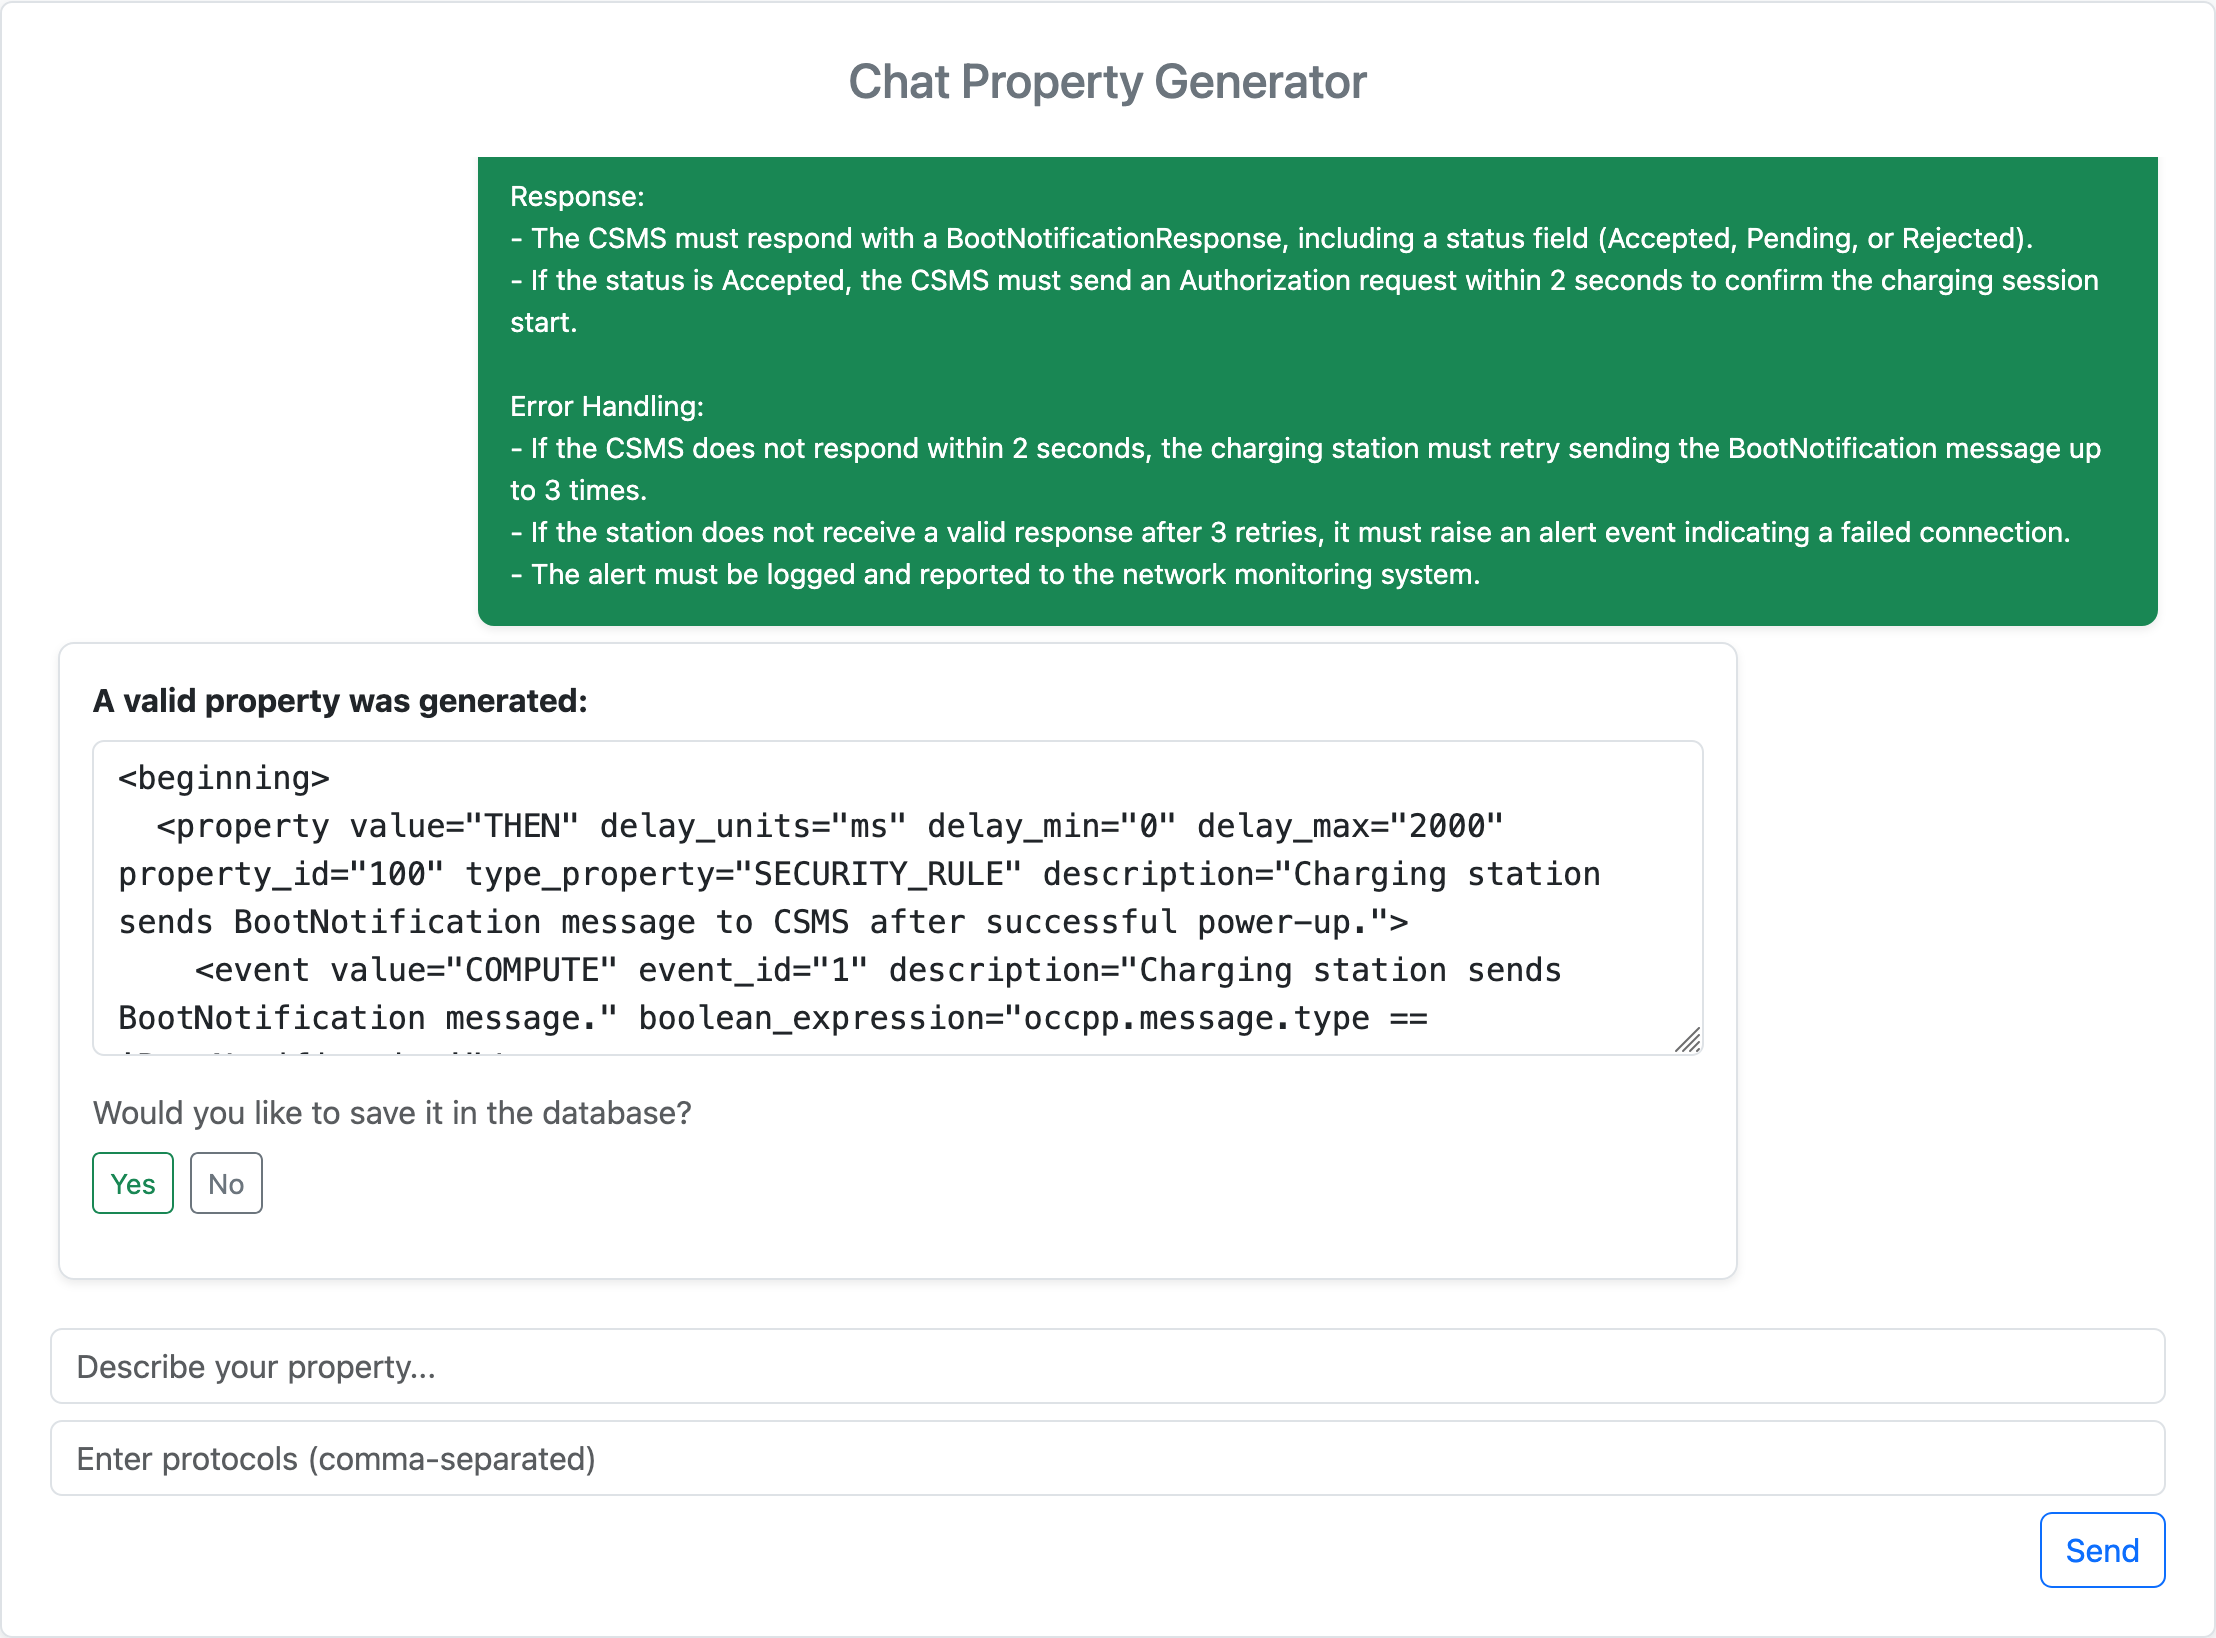 Chat Property Generator
Response:
- The CSMS must respond with a BootNotificationResponse, including a status field (Accepted, Pending, or Rejected).
- If the status is Accepted, the CSMS must send an Authorization request within 2 seconds to confirm the charging session
start.
Error Handling:
- If the CSMS does not respond within 2 seconds, the charging station must retry sending the BootNotification message up
to 3 times.
- If the station does not receive a valid response after 3 retries, it must raise an alert event indicating a failed connection.
- The alert must be logged and reported to the network monitoring system.
A valid property was generated:
<beginning>
  <property value="THEN" delay_units="ms" delay_min="0" delay_max="2000"
property_id="100" type_property="SECURITY_RULE" description="Charging station
sends BootNotification message to CSMS after successful power-up.">
    <event value="COMPUTE" event_id="1" description="Charging station sends
BootNotification message." boolean_expression="occpp.message.type ==
Would you like to save it in the database?
Yes
No
Describe your property...
Enter protocols (comma-separated)
Send